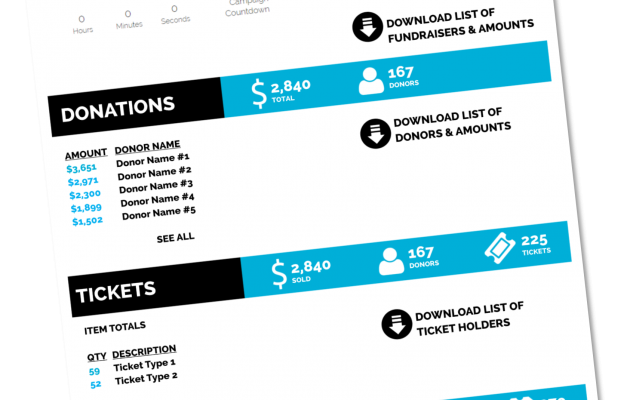 0 0 0
Hours Minutes Seconds
Campaign
Countdown
DOWNLOAD LIST OF
FUNDRAISERS & AMOUNTS
DONATIONS
$ 2,840
TOTAL
167
DONORS
DOWNLOAD LIST OF
DONORS & AMOUNTS
AMOUNT DONOR NAME
$3,651 Donor Name #1
$2,971 Donor Name #2
$2,300 Donor Name #3
$1,899 Donor Name #4
$1,502 Donor Name #5
SEE ALL
TICKETS
$ 2,840
SOLD
167
DONORS
225
TICKETS
ITEM TOTALS
DOWNLOAD LIST OF
TICKET HOLDERS
QTY DESCRIPTION
59 Ticket Type 1
52 Ticket Type 2